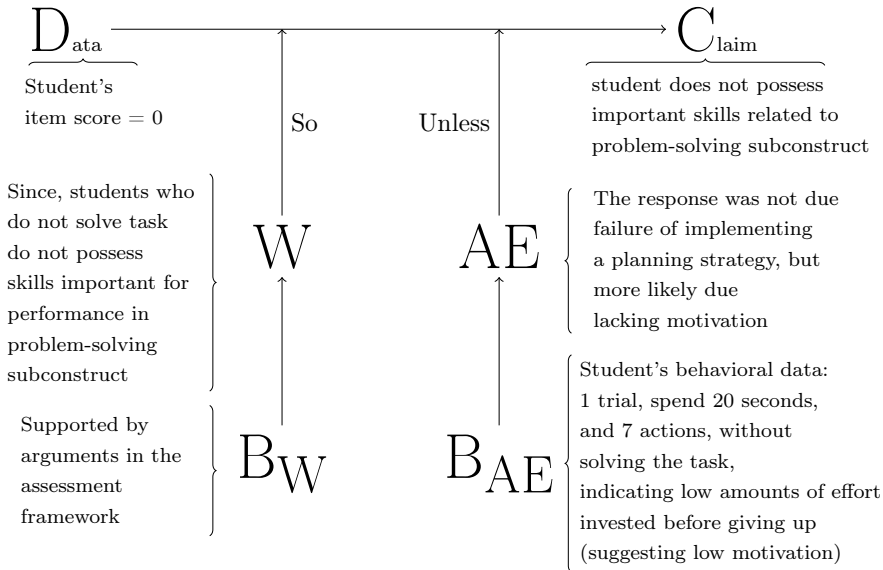 Data
Claim
Student's
item score = 0
student does not possess
important skills related to
problem-solving subconstruct
So
Unless
Since, students who
do not solve task
do not possess
skills important for
performance in
problem-solving
subconstruct
W
AE
The response was not due
failure of implementing
a planning strategy, but
more likely due
lacking motivation
Supported by
arguments in the
assessment
framework
BW
BAE
Student's behavioral data:
1 trial, spend 20 seconds,
and 7 actions, without
solving the task,
indicating low amounts of effort
invested before giving up
(suggesting low motivation)